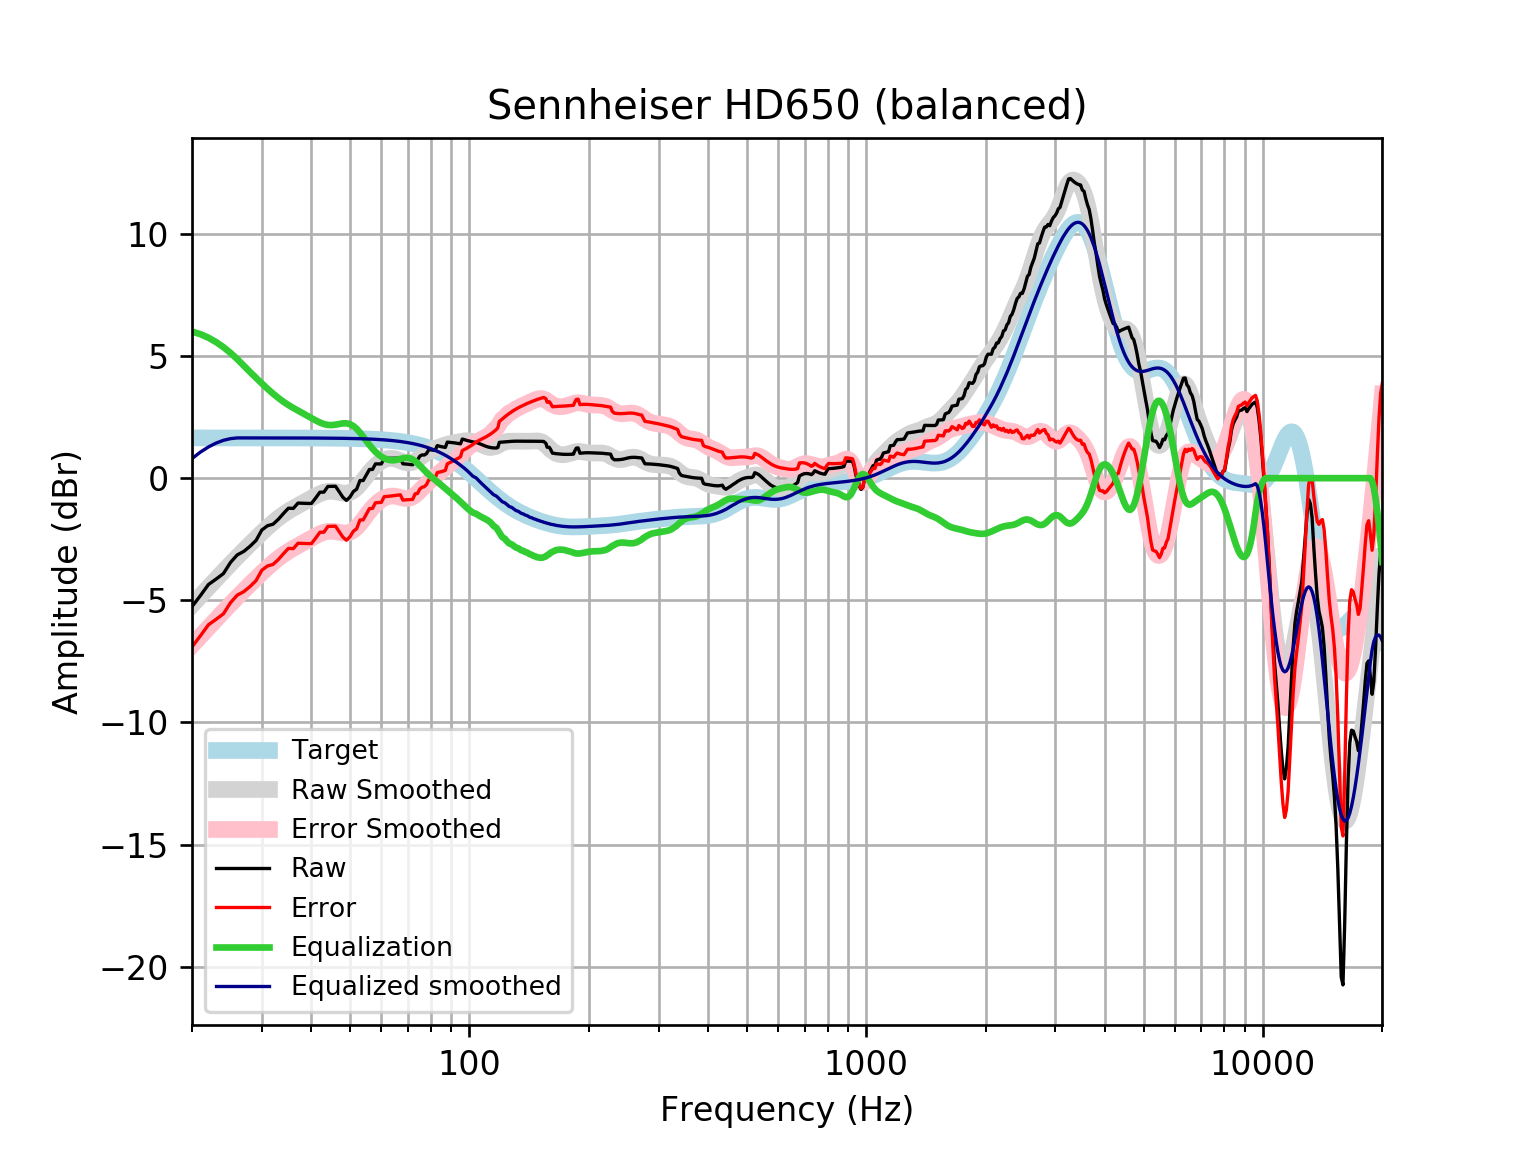 Sennheiser HD650 (balanced)
10
5
0
−5
−10
−15
−20
Amplitude (dBr)
Target
Raw Smoothed
Error Smoothed
Raw
Error
Equalization
Equalized smoothed
100
1000
10000
Frequency (Hz)